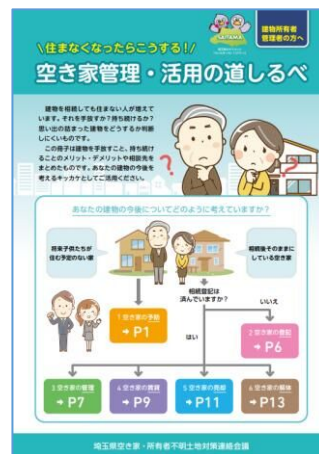 SAITAMA
建物所有者
管理者の方へ
\住まなくなったらこうする!/
空き家管理・活用の道しるべ
建物を相続しても住まない人が増えて
います。それを手放すか?持ち続けるか?
思い出の詰まった建物をどうするか判断
しにくいものです。
この冊子は建物を手放すこと、持ち続け
ることのメリット・デメリットや相談先を
まとめたものです。あなたの建物の今後を
考えるキッカケとしてご活用ください。
あなたの建物の今後についてどのように考えていますか?
将来子供たちが
住む予定のない家
相続後そのままに
している空き家
相続登記は
済んでいますか?
いいえ
はい
1 空き家の予防
→ P1
2 空き家の登記
→ P6
3 空き家の管理
→ P7
4 空き家の賃貸
→ P9
5 空き家の売却
→ P11
6 空き家の解体
→ P13
埼玉県空き家・所有者不明土地対策連絡会議